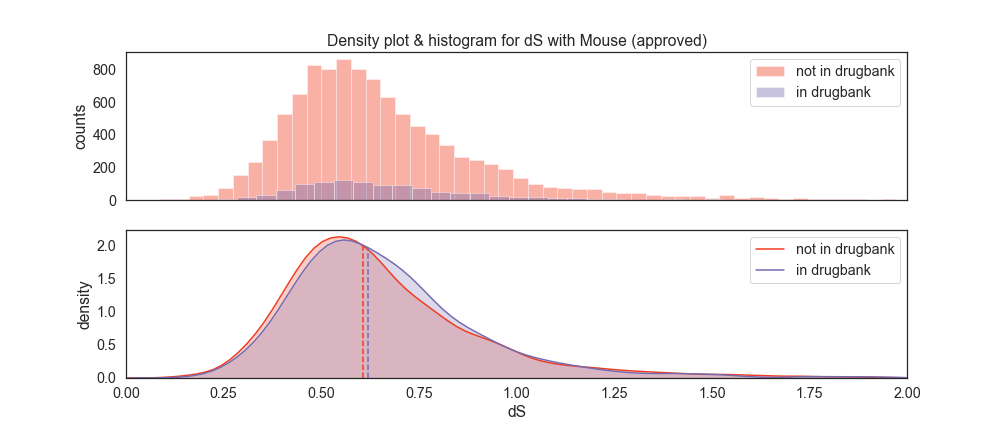 Density plot & histogram for dS with Mouse (approved)
counts
800
600
400
200
0
not in drugbank
in drugbank
density
2.0
1.5
1.0
0.5
0.0
not in drugbank
in drugbank
0.00 0.25 0.50 0.75 1.00 1.25 1.50 1.75 2.00
dS